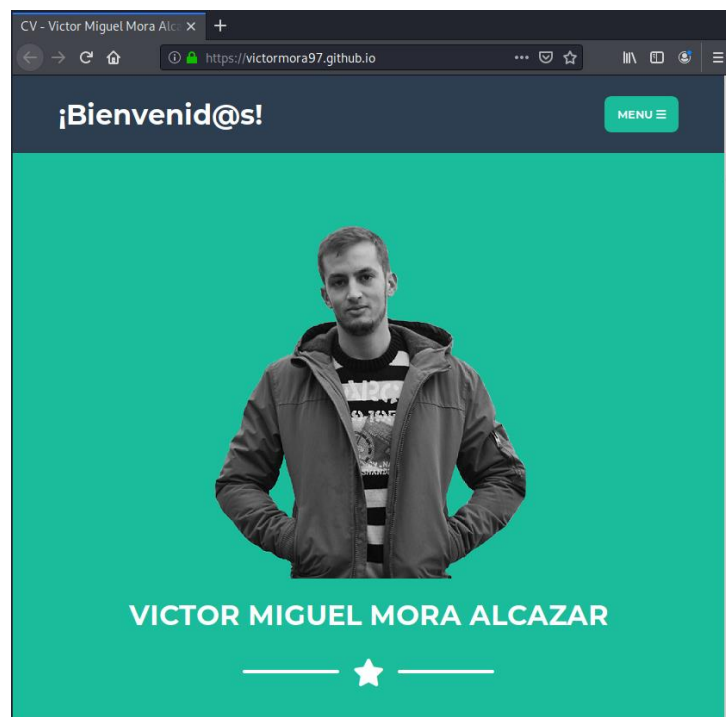 CV - Victor Miguel Mora Alc
https://victormora97.github.io
¡Bienvenid@s!
MENU
VICTOR MIGUEL MORA ALCAZAR